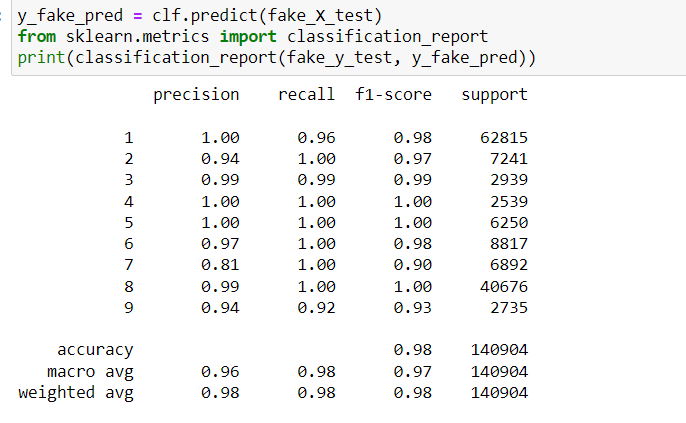 y_fake_pred = clf.predict(fake_X_test)
from sklearn.metrics import classification_report
print(classification_report(fake_y_test, y_fake_pred))
precision recall f1-score support
1 1.00 0.96 0.98 62815
2 0.94 1.00 0.97 7241
3 0.99 0.99 0.99 2939
4 1.00 1.00 1.00 2539
5 1.00 1.00 1.00 6250
6 0.97 1.00 0.98 8817
7 0.81 1.00 0.90 6892
8 0.99 1.00 1.00 40676
9 0.94 0.92 0.93 2735
accuracy 0.98 140904
macro avg 0.96 0.98 0.97 140904
weighted avg 0.98 0.98 0.98 140904